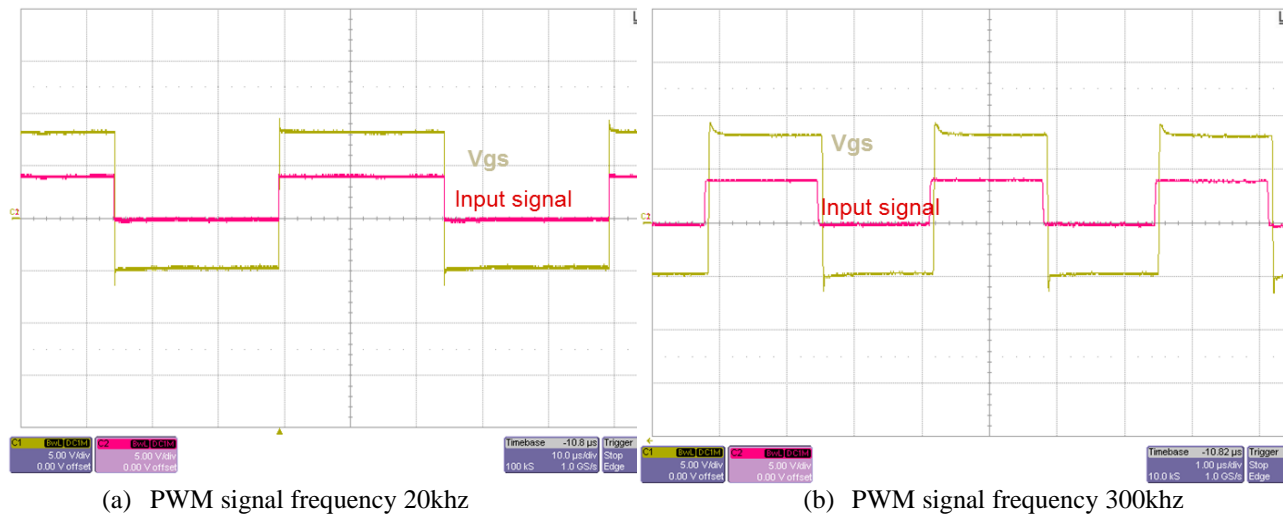 Vgs
Input signal
C2
C1 BwL DC1M
5.00 V/div
0.00 V offset
C2 BwL DC1M
5.00 V/div
0.00 V offset
Timebase -10.8 µs
10.0 µs/div
100 kS 1.0 GS/s
Trigger
Stop
Edge
(a) PWM signal frequency 20khz
Vgs
Input signal
C2
C1 BwL DC1M
5.00 V/div
0.00 V offset
C2 BwL DC1M
5.00 V/div
0.00 V offset
Timebase -10.82 µs
1.00 µs/div
10.0 kS 1.0 GS/s
Trigger
Stop
Edge
(b) PWM signal frequency 300khz